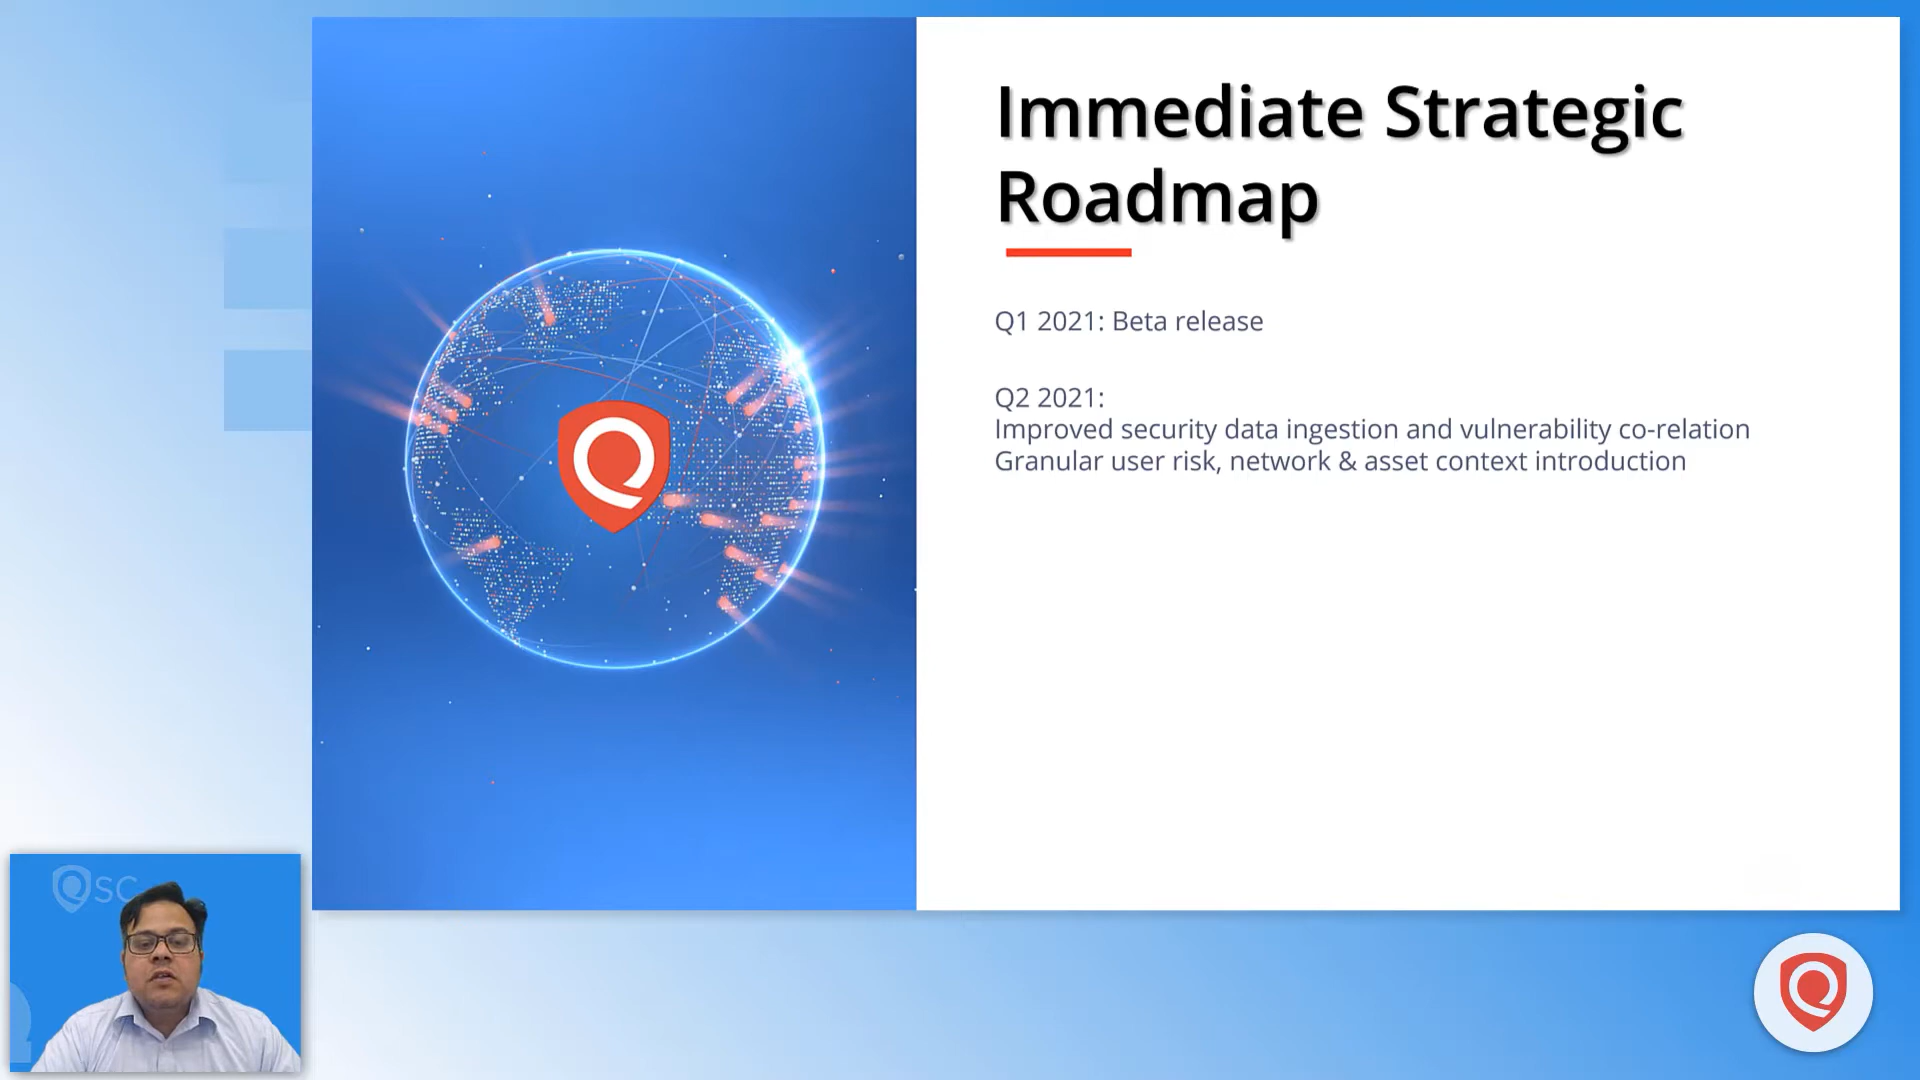 Immediate Strategic
Roadmap
Q1 2021: Beta release
Q2 2021:
Improved security data ingestion and vulnerability co-relation
Granular user risk, network & asset context introduction
QSC